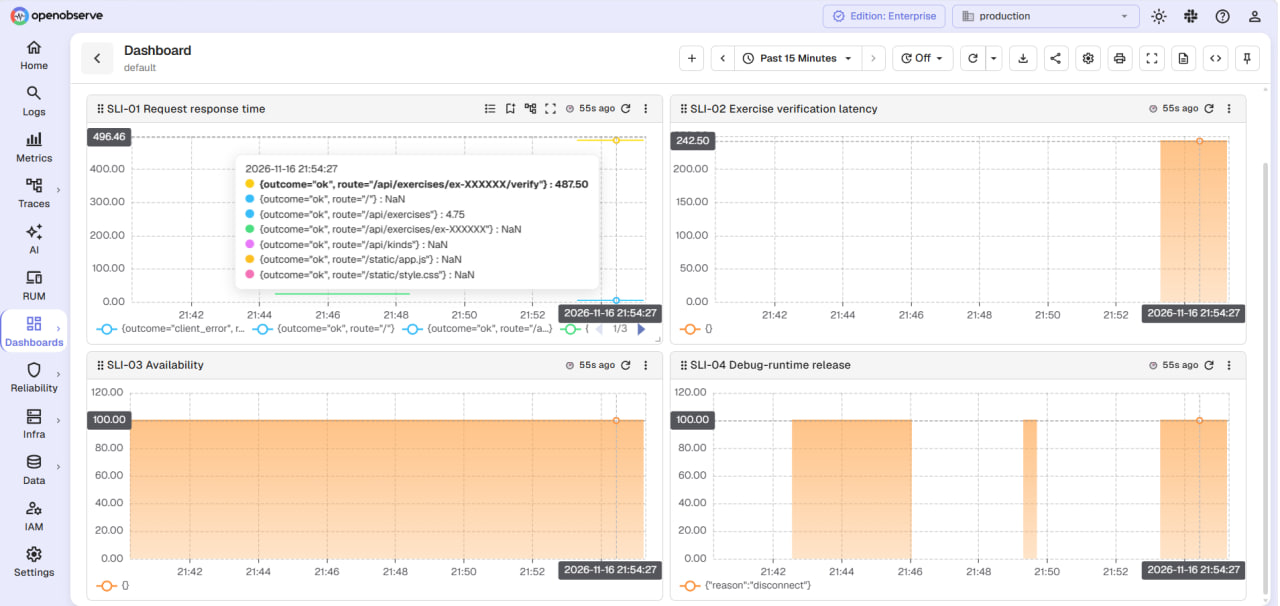 openobserve
Edition: Enterprise
production
Home
Logs
Metrics
Traces
AI
RUM
Dashboards
Reliability
Infra
Data
IAM
Settings
Dashboard
default
Past 15 Minutes
Off
SLI-01 Request response time
55s ago
496.46
400.00
300.00
200.00
100.00
0.00
2026-11-16 21:54:27
{outcome="ok", route="/api/exercises/ex-XXXXXX/verify"} : 487.50
{outcome="ok", route="/"} : NaN
{outcome="ok", route="/api/exercises"} : 4.75
{outcome="ok", route="/api/exercises/ex-XXXXXX"} : NaN
{outcome="ok", route="/api/kinds"} : NaN
{outcome="ok", route="/static/app.js"} : NaN
{outcome="ok", route="/static/style.css"} : NaN
21:42 21:44 21:46 21:48 21:50 21:52 2026-11-16 21:54:27
{outcome="client_error", r... {outcome="ok", route="/"} {outcome="ok", route="/a...} { 1/3
SLI-02 Exercise verification latency
55s ago
242.50
200.00
150.00
100.00
50.00
0.00
21:42 21:44 21:46 21:48 21:50 21:52 2026-11-16 21:54:27
{}
SLI-03 Availability
55s ago
120.00
100.00
80.00
60.00
40.00
20.00
0.00
21:42 21:44 21:46 21:48 21:50 21:52 2026-11-16 21:54:27
{}
SLI-04 Debug-runtime release
55s ago
120.00
100.00
80.00
60.00
40.00
20.00
0.00
21:42 21:44 21:46 21:48 21:50 21:52 2026-11-16 21:54:27
{"reason":"disconnect"}